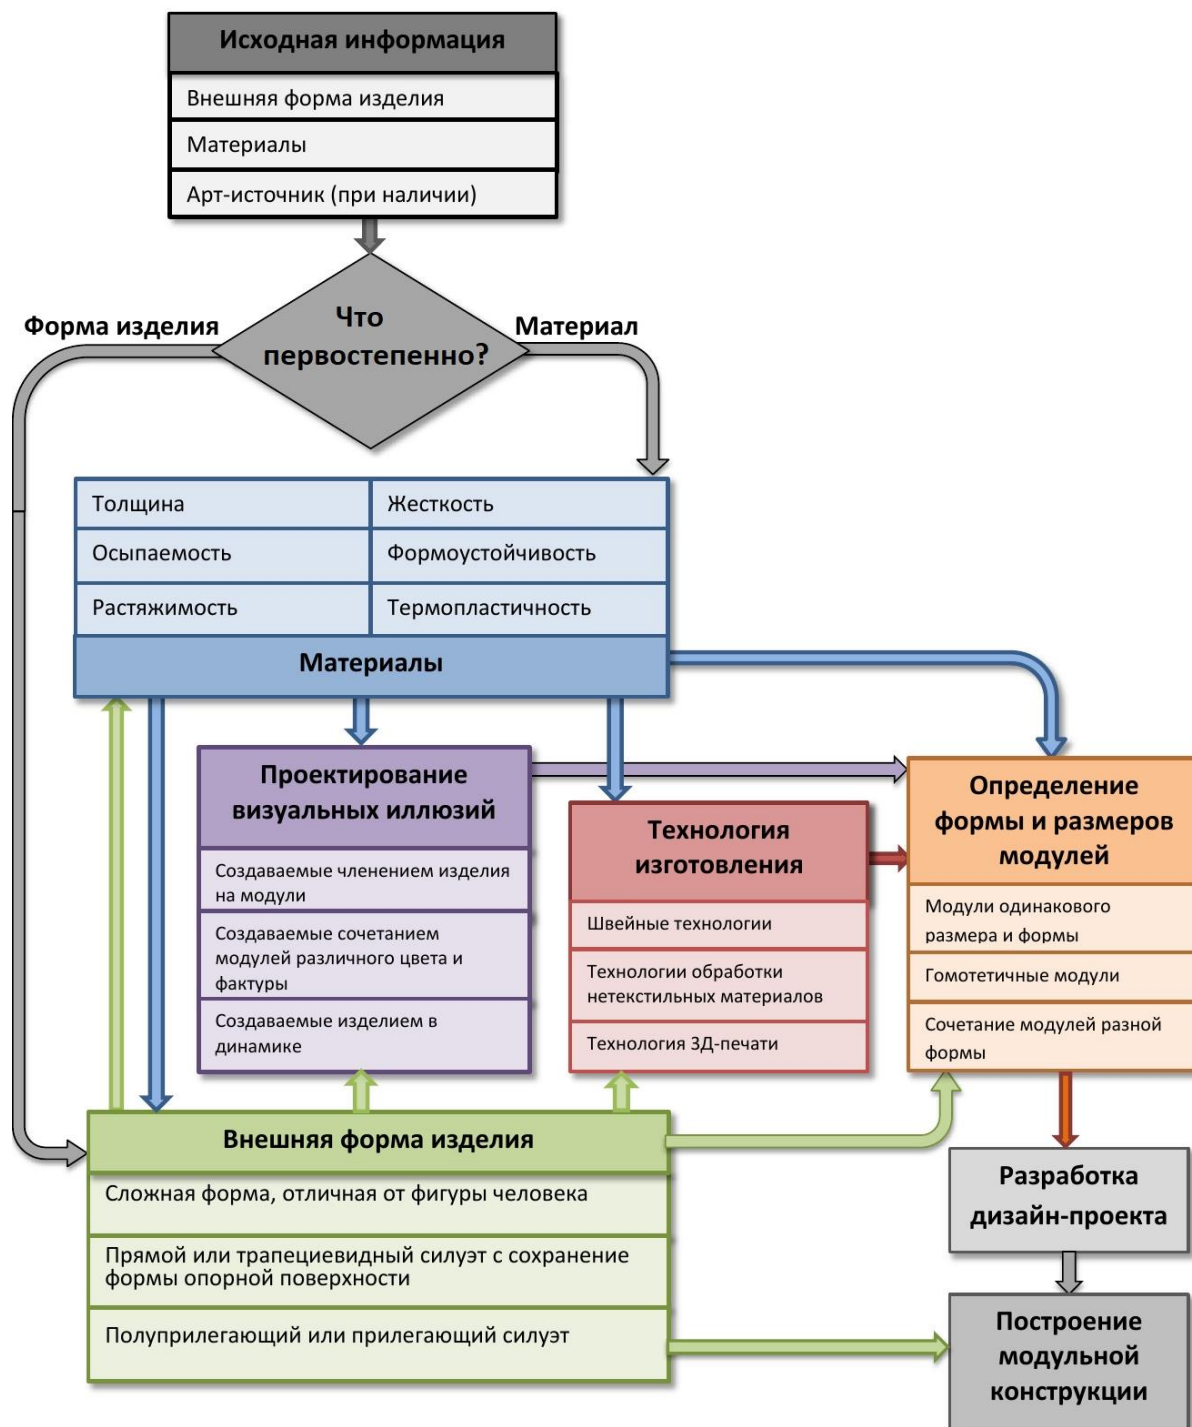 Исходная информация
Внешняя форма изделия
Материалы
Арт-источник (при наличии)
Что
первостепенно?
Форма изделия
Материал
Толщина
Жесткость
Осыпаемость
Формоустойчивость
Растяжимость
Термопластичность
Материалы
Проектирование
визуальных иллюзий
Создаваемые членением изделия
на модули
Создаваемые сочетанием
модулей различного цвета и
фактуры
Создаваемые изделием в
динамике
Технология
изготовления
Швейные технологии
Технологии обработки
нетекстильных материалов
Технология 3Д-печати
Определение
формы и размеров
модулей
Модули одинакового
размера и формы
Гомотетичные модули
Сочетание модулей разной
формы
Внешняя форма изделия
Сложная форма, отличная от фигуры человека
Прямой или трапециевидный силуэт с сохранение
формы опорной поверхности
Полуприлегающий или прилегающий силуэт
Разработка
дизайн-проекта
Построение
модульной
конструкции